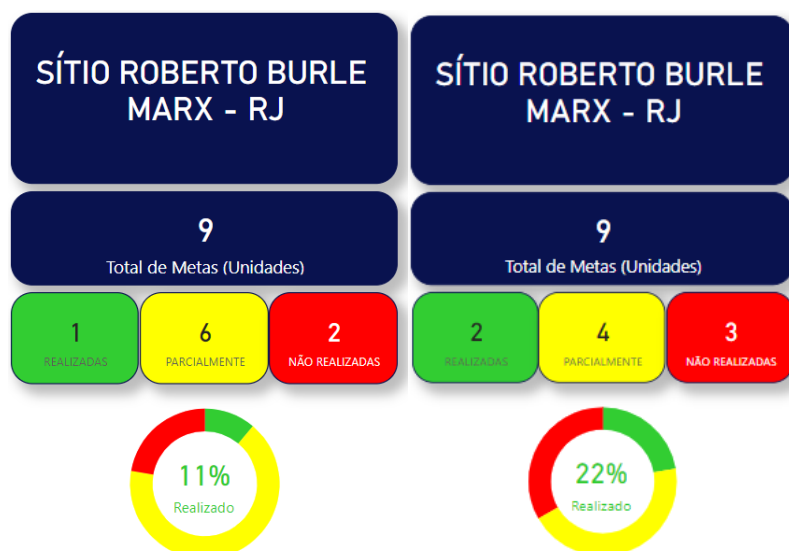 SÍTIO ROBERTO BURLE
MARX - RJ
9
Total de Metas (Unidades)
1
REALIZADAS
6
PARCIALMENTE
2
NÃO REALIZADAS
11%
Realizado
SÍTIO ROBERTO BURLE
MARX - RJ
9
Total de Metas (Unidades)
2
REALIZADAS
4
PARCIALMENTE
3
NÃO REALIZADAS
22%
Realizado